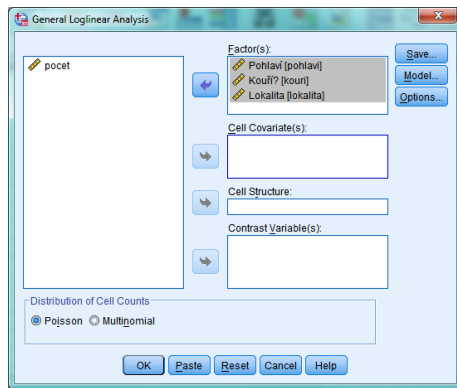 General Loglinear Analysis
pocet
Factor(s):
Pohlaví [pohlavi]
Kouří? [kouri]
Lokalita [lokalita]
Save...
Model...
Options...
Cell Covariate(s):
Cell Structure:
Contrast Variable(s):
Distribution of Cell Counts
Poisson Multinomial
OK Paste Reset Cancel Help